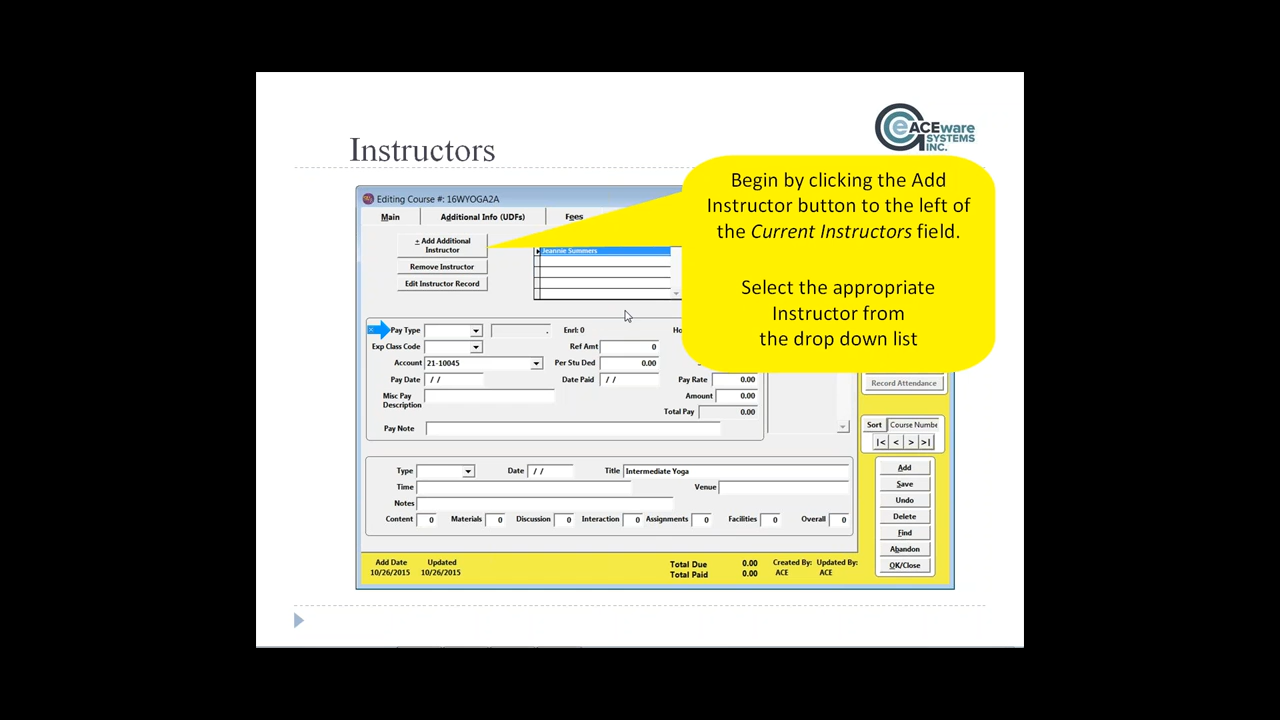 Instructors
ACEware
SYSTEMS
INC.
Begin by clicking the Add
Instructor button to the left of
the Current Instructors field.
Select the appropriate
Instructor from
the drop down list
Editing Course #: 16WYOGA2A
Main Additional Info (UDFs) Fees
+ Add Additional
Instructor
Remove Instructor
Edit Instructor Record
Jeannie Summers
Pay Type . Enrl: 0 Ho
Exp Class Code Ref Amt 0
Account 21-10045 Per Stu Ded 0.00
Pay Date / / Date Paid / / Pay Rate 0.00
Misc Pay
Description
Amount 0.00
Total Pay 0.00
Pay Note
Record Attendance
Sort Course Numbe
|< < > >|
Type Date / / Title Intermediate Yoga
Time Venue
Notes
Content 0 Materials 0 Discussion 0 Interaction 0 Assignments 0 Facilities 0 Overall 0
Add
Save
Undo
Delete
Find
Abandon
OK/Close
Add Date Updated
10/26/2015 10/26/2015
Total Due 0.00
Total Paid 0.00
Created By: Updated By:
ACE ACE